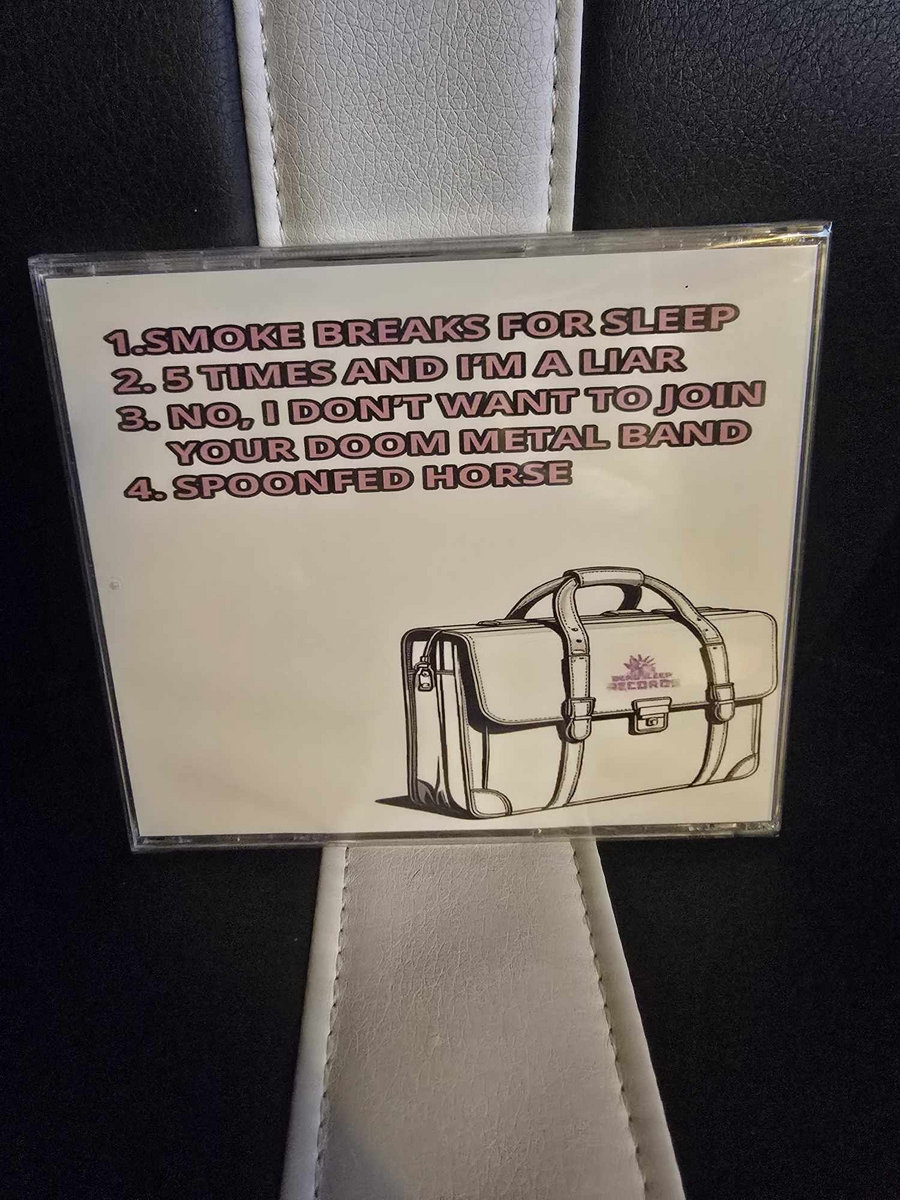 1.SMOKE BREAKS FOR SLEEP
2. 5 TIMES AND I'M A LIAR
3. NO, I DON'T WANT TO JOIN
YOUR DOOM METAL BAND
4. SPOONFED HORSE
RECORDS